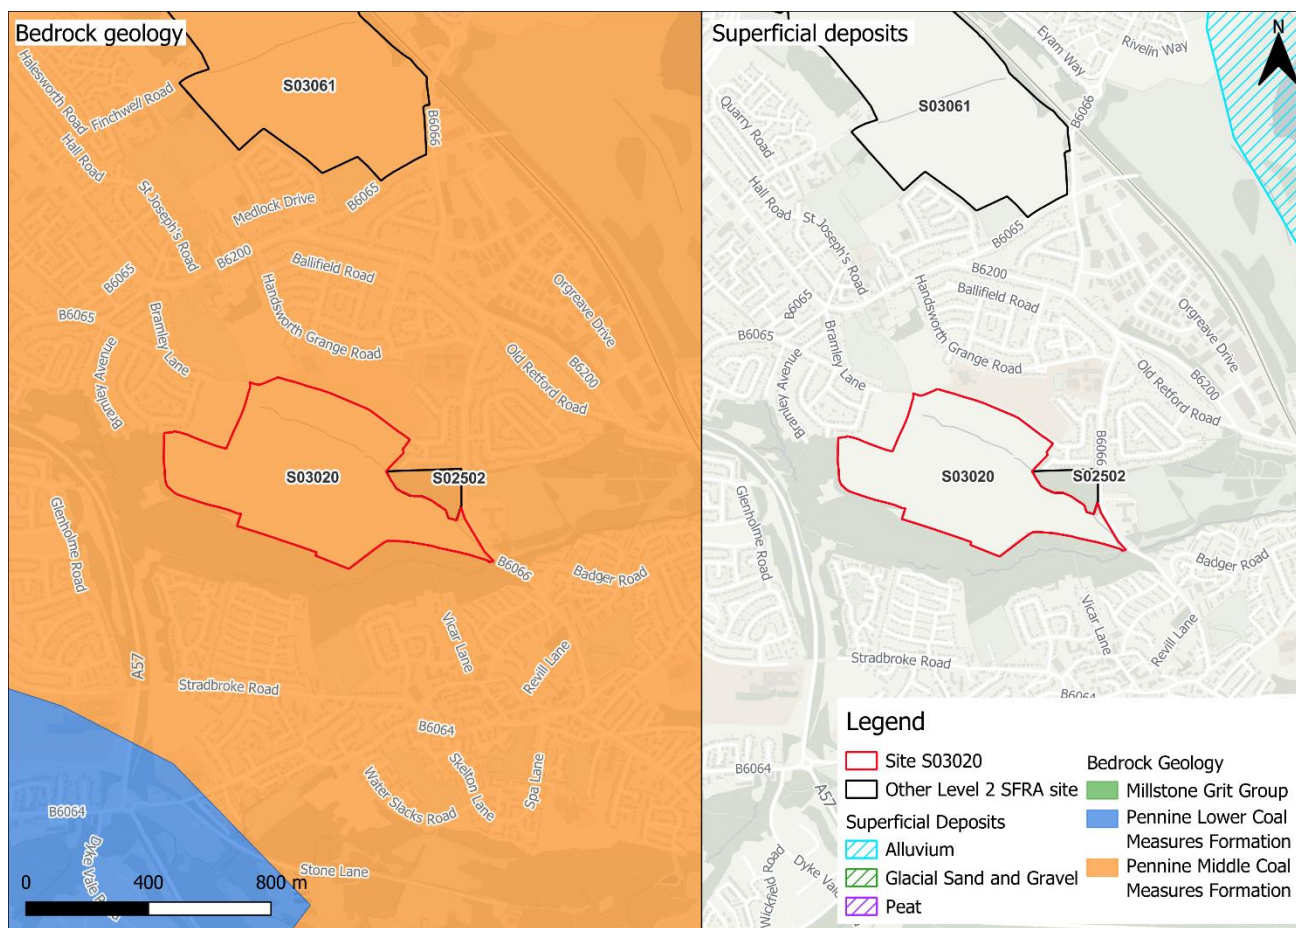 Bedrock geology
Halesworth Road
Finchwell Road
S03061
B6066
Hall Road
St Joseph's Road
Medlock Drive
B6065
B6200
Ballifield Road
B6065
B6065
Bramley Lane
Handsworth Grange Road
Orgreave Drive
Bramley Avenue
Old Retford Road
B6200
S03020
S02502
Glenholme Road
B6066
Badger Road
Vicar Lane
Revill Lane
A57
Stradbroke Road
B6064
Skelton Lane
Spa Lane
Water Slacks Road
B6064
Stone Lane
0 400 800 m
Superficial deposits
N
Eyam Way
Rivelin Way
B6066
S03061
Quarry Road
Hall Road
St Joseph's Road
B6065
B6200
Ballifield Road
B6065
B6065
Handsworth Grange Road
Orgreave Drive
Bramley Lane
Bramley Avenue
B6200
Old Retford Road
B6066
S03020
S02502
Glenholme Road
Badger Road
Vicar Lane
Revill Lane
Stradbroke Road
B6064
B6064
A57
Wickfield Road
Legend
Site S03020
Other Level 2 SFRA site
Superficial Deposits
Alluvium
Glacial Sand and Gravel
Peat
Bedrock Geology
Millstone Grit Group
Pennine Lower Coal
Measures Formation
Pennine Middle Coal
Measures Formation